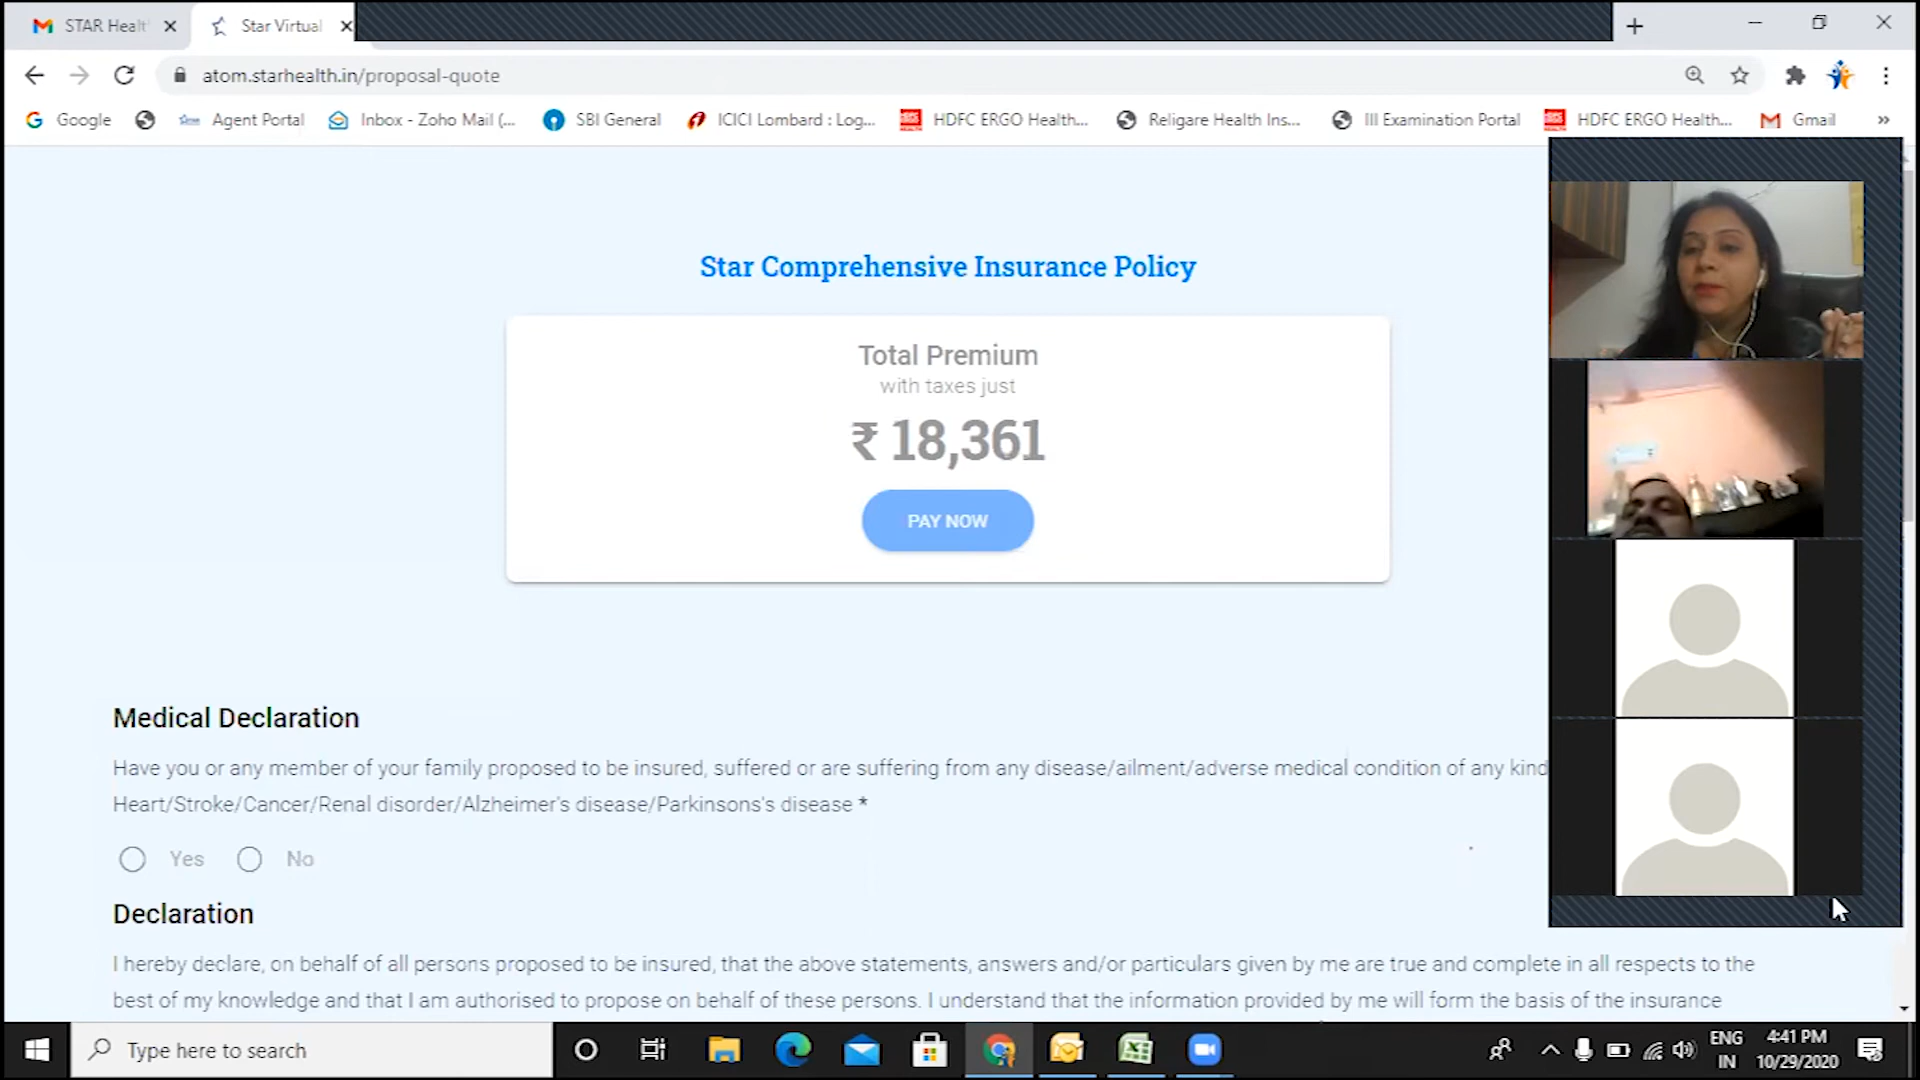 STAR Healt
Star Virtual
atom.starhealth.in/proposal-quote
Google
Agent Portal
Inbox - Zoho Mail (...
SBI General
ICICI Lombard : Log...
HDFC ERGO Health...
Religare Health Ins...
III Examination Portal
HDFC ERGO Health...
Gmail
»
Star Comprehensive Insurance Policy
Total Premium
with taxes just
₹ 18,361
PAY NOW
Medical Declaration
Have you or any member of your family proposed to be insured, suffered or are suffering from any disease/ailment/adverse medical condition of any kind
Heart/Stroke/Cancer/Renal disorder/Alzheimer's disease/Parkinsons's disease *
Yes No
Declaration
I hereby declare, on behalf of all persons proposed to be insured, that the above statements, answers and/or particulars given by me are true and complete in all respects to the
best of my knowledge and that I am authorised to propose on behalf of these persons. I understand that the information provided by me will form the basis of the insurance
Type here to search
ENG
IN
4:41 PM
10/29/2020